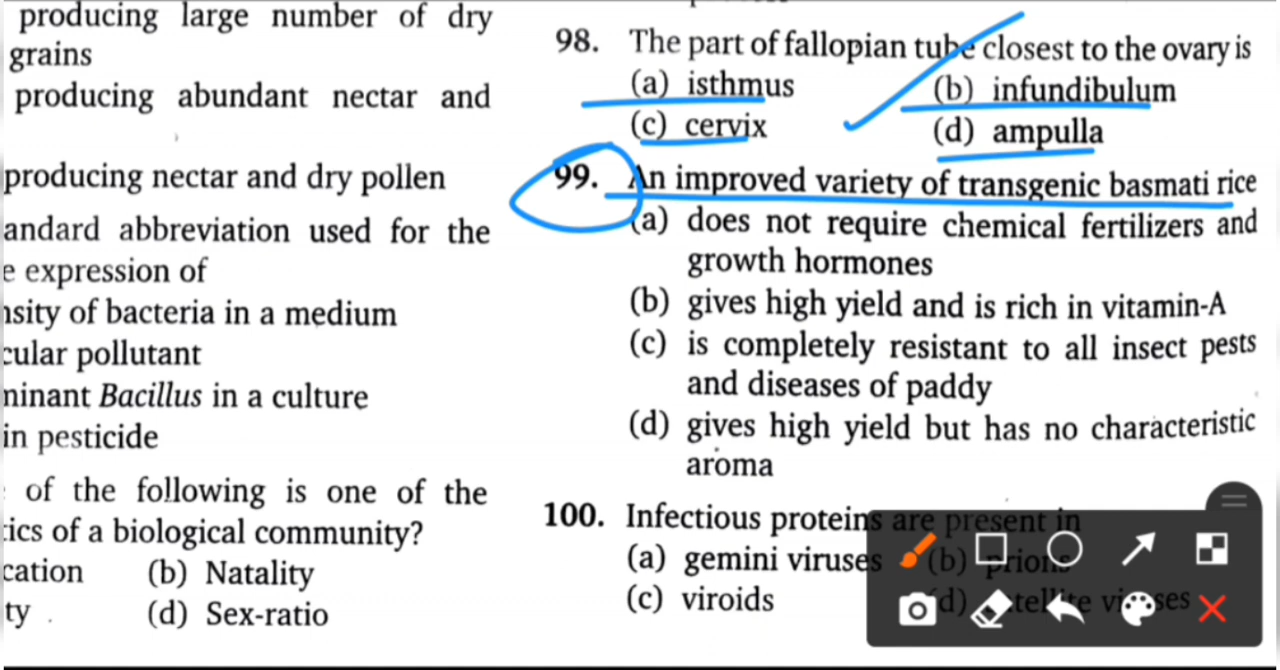 producing large number of dry
grains
producing abundant nectar and
producing nectar and dry pollen
andard abbreviation used for the
e expression of
nsity of bacteria in a medium
cular pollutant
minant Bacillus in a culture
in pesticide
of the following is one of the
tics of a biological community?
cation (b) Natality
ty . (d) Sex-ratio
98. The part of fallopian tube closest to the ovary is
(a) isthmus (b) infundibulum
(c) cervix (d) ampulla
99. An improved variety of transgenic basmati rice
(a) does not require chemical fertilizers and
growth hormones
(b) gives high yield and is rich in vitamin-A
(c) is completely resistant to all insect pests
and diseases of paddy
(d) gives high yield but has no characteristic
aroma
100. Infectious proteins are present in
(a) gemini viruses (b) prions
(c) viroids (d)